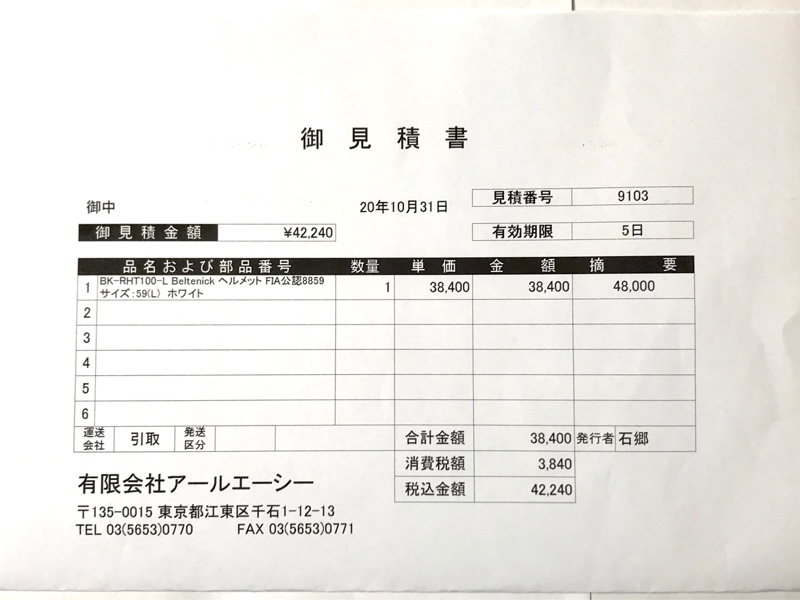 御見積書
御中
20年10月31日
見積番号 9103
御見積金額 ¥42,240
有効期限 5日
品名および部品番号 数量 単価 金額 摘要
1 BK-RHT100-L Beltenick ヘルメット FIA公認8859 1 38,400 38,400 48,000
サイズ:59(L) ホワイト
2
3
4
5
6
運送会社 引取 発送区分 合計金額 38,400 発行者 石郷
消費税額 3,840
税込金額 42,240
有限会社アールエーシー
〒135-0015 東京都江東区千石1-12-13
TEL 03(5653)0770 FAX 03(5653)0771